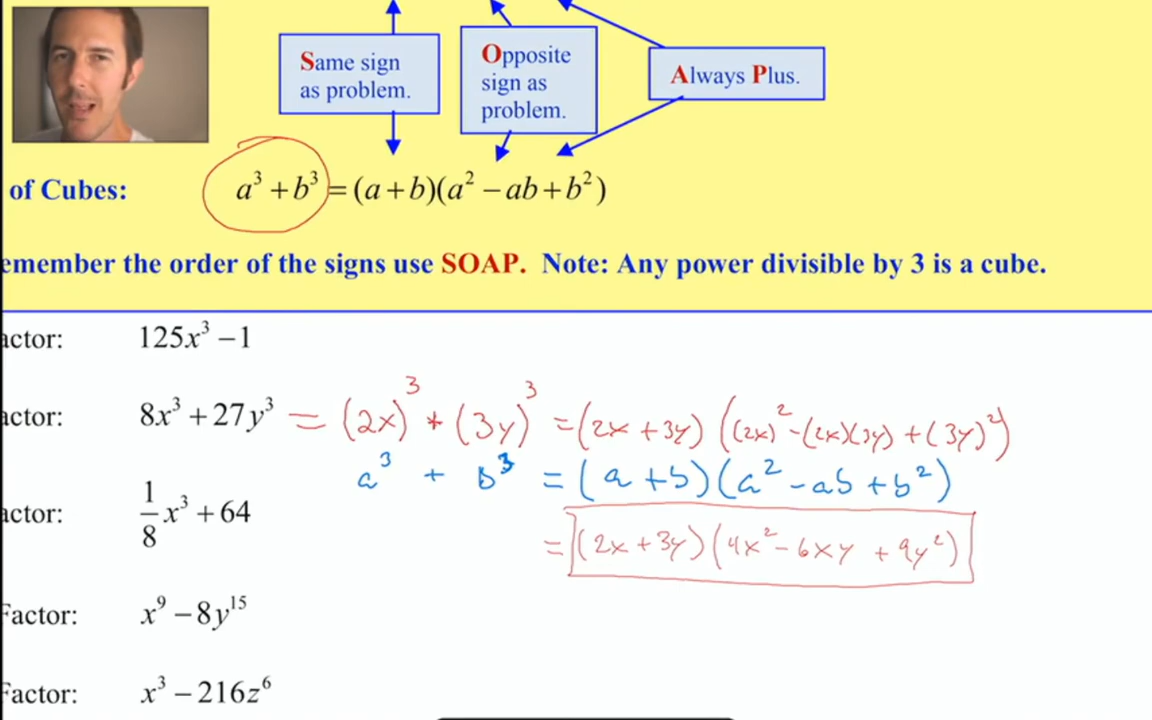 Same sign
as problem.
Opposite
sign as
problem.
Always Plus.
of Cubes: a³ + b³ = (a + b)(a² − ab + b²)
emember the order of the signs use SOAP. Note: Any power divisible by 3 is a cube.
actor: 125x³ − 1
actor: 8x³ + 27y³ = (2x)³ + (3y)³ = (2x + 3y) ((2x)² − (2x)(3y) + (3y)²)
a³ + b³ = (a + b)(a² − ab + b²)
actor: 1/8 x³ + 64
= (2x + 3y)(4x² − 6xy + 9y²)
Factor: x⁹ − 8y¹⁵
Factor: x³ − 216z⁶